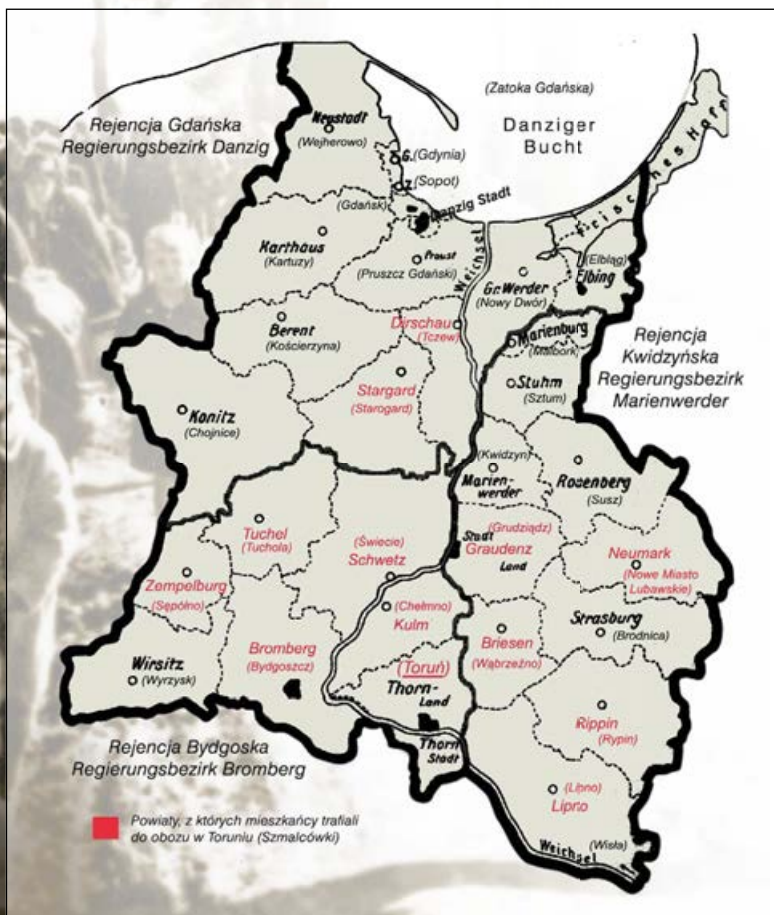 (Zatoka Gdańska)
Danziger
Bucht
Rejencja Gdańska
Regierungsbezirk Danzig
Neustadt
(Wejherowo)
G. (Gdynia)
Z. (Sopot)
(Gdańsk)
Danzig Stadt
Frisches Haff
Karthaus
(Kartuzy)
Praust
(Pruszcz Gdański)
Weichsel
Gr. Werder
(Nowy Dwór)
(Elbląg)
Elbing
Berent
(Kościerzyna)
Dirschau
(Tczew)
Marienburg
(Malbork)
Rejencja
Kwidzyńska
Regierungsbezirk
Marienwerder
Stargard
(Starogard)
Stuhm
(Sztum)
Konitz
(Chojnice)
(Kwidzyn)
Marien-
werder
Rosenberg
(Susz)
Tuchel
(Tuchola)
(Świecie)
Schwetz
(Grudziądz)
Stadt
Graudenz
Land
Neumark
(Nowe Miasto
Lubawskie)
Zempelburg
(Sępólno)
(Chełmno)
Kulm
Briesen
(Wąbrzeźno)
Strasburg
(Brodnica)
Bromberg
(Bydgoszcz)
(Toruń)
Thorn-
Land
Wirsitz
(Wyrzysk)
Rippin
(Rypin)
Thorn
Stadt
Rejencja Bydgoska
Regierungsbezirk Bromberg
(Lipno)
Lipno
Weichsel
(Wisła)
Powiaty, z których mieszkańcy trafiali
do obozu w Toruniu (Szmalcówki)